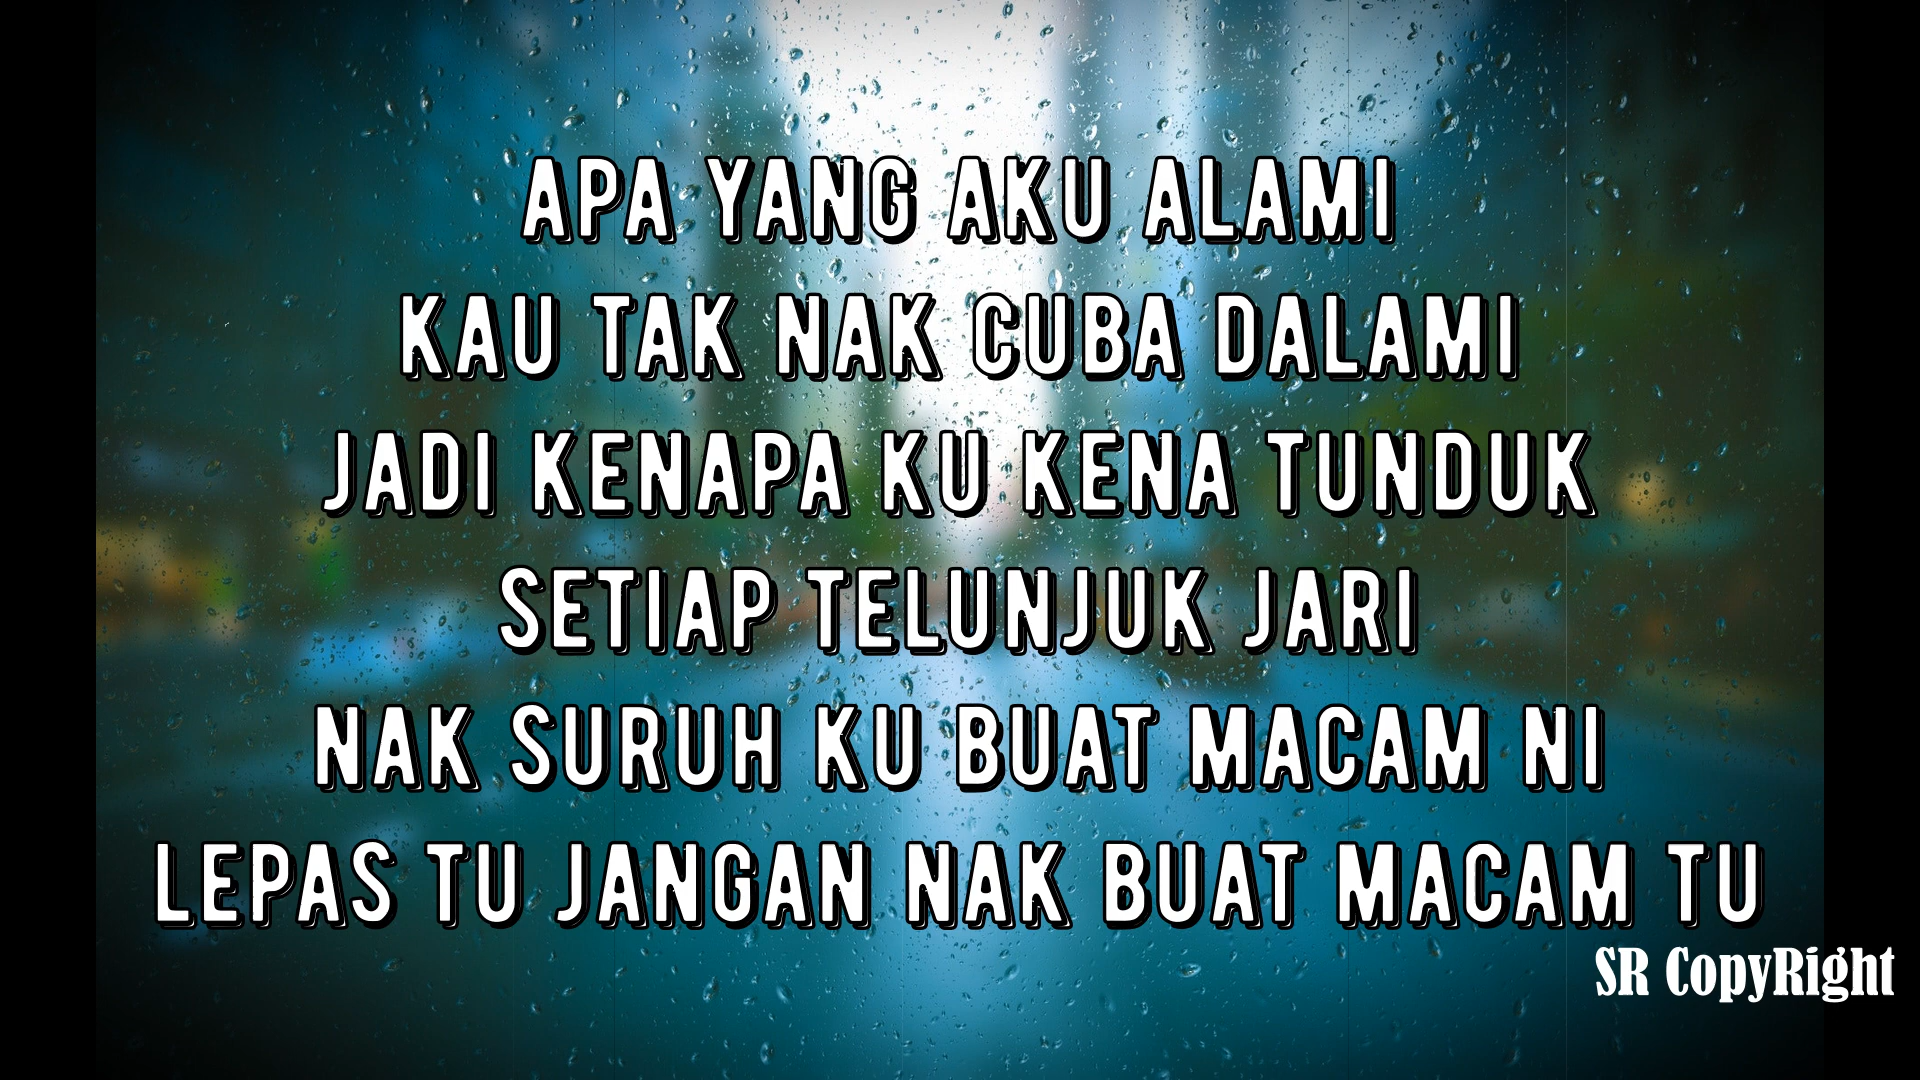 APA YANG AKU ALAMI
KAU TAK NAK CUBA DALAMI
JADI KENAPA KU KENA TUNDUK
SETIAP TELUNJUK JARI
NAK SURUH KU BUAT MACAM NI
LEPAS TU JANGAN NAK BUAT MACAM TU
SR CopyRight